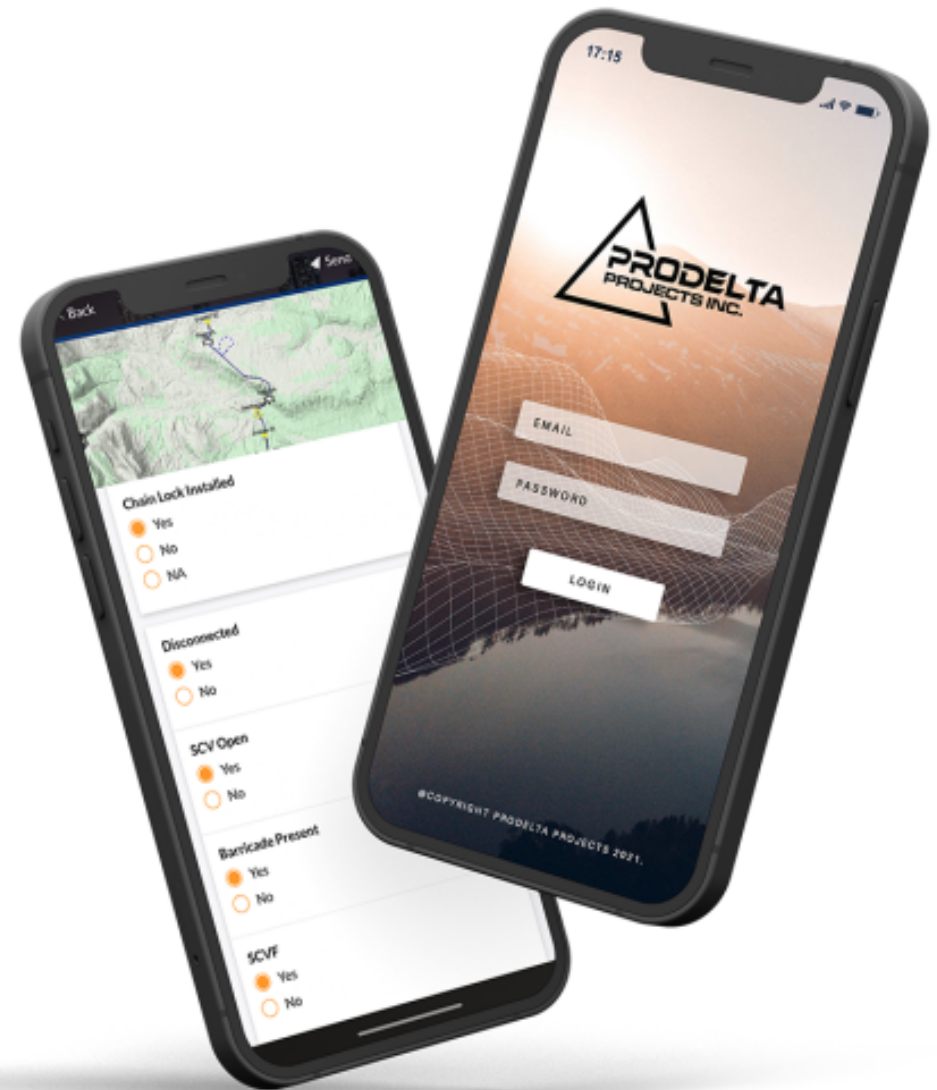 Back
Send
Chain Lock Installed
Yes
No
NA
Disconnected
Yes
No
SCV Open
Yes
No
Barricade Present
Yes
No
SCVF
Yes
No
17:15
PRODELTA
PROJECTS INC.
EMAIL
PASSWORD
LOGIN
©COPYRIGHT PRODELTA PROJECTS 2021.